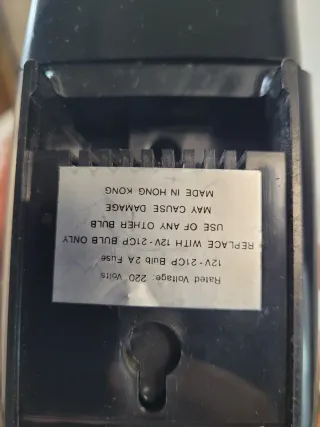 Rated Voltage: 220 Volts
12V-21CP Bulb 2A Fuse
REPLACE WITH 12V-21CP BULB ONLY
USE OF ANY OTHER BULB
MAY CAUSE DAMAGE
MADE IN HONG KONG